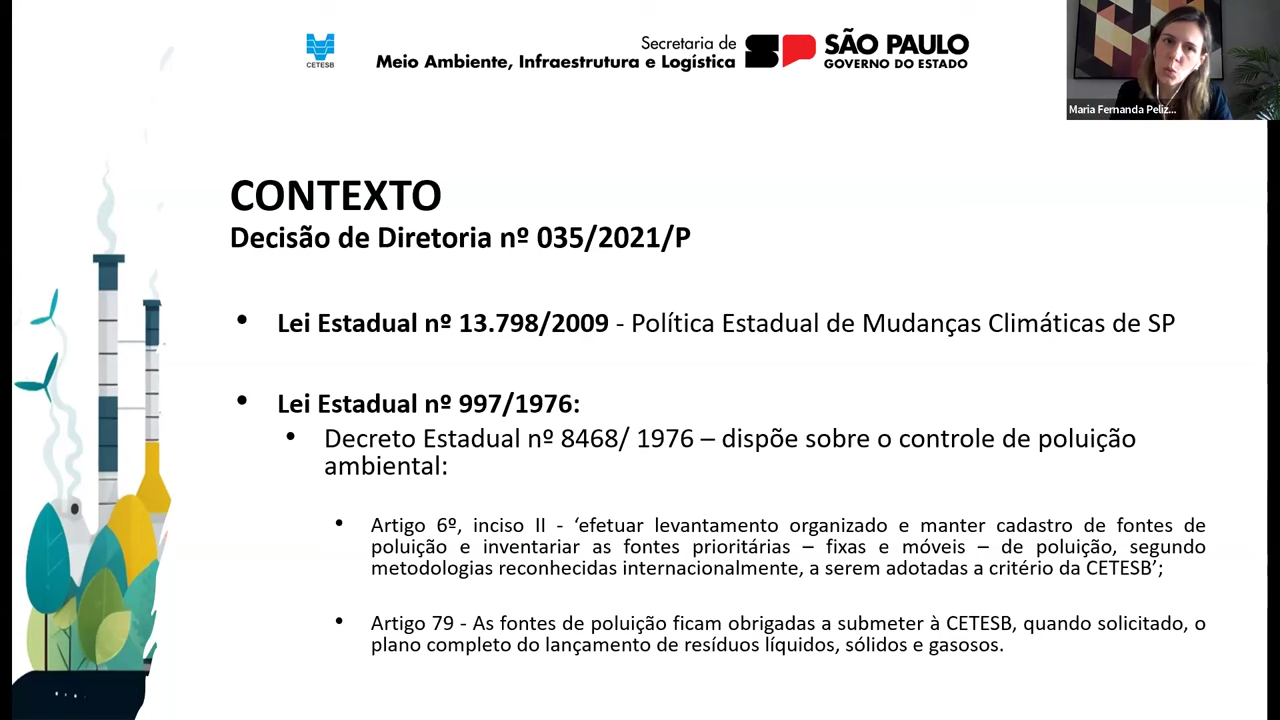 CETESB
Secretaria de
Meio Ambiente, Infraestrutura e Logística
SÃO PAULO
GOVERNO DO ESTADO
Maria Fernanda Peliz...
CONTEXTO
Decisão de Diretoria nº 035/2021/P
• Lei Estadual nº 13.798/2009 - Política Estadual de Mudanças Climáticas de SP
• Lei Estadual nº 997/1976:
• Decreto Estadual nº 8468/ 1976 – dispõe sobre o controle de poluição
ambiental:
• Artigo 6º, inciso II - ‘efetuar levantamento organizado e manter cadastro de fontes de
poluição e inventariar as fontes prioritárias – fixas e móveis – de poluição, segundo
metodologias reconhecidas internacionalmente, a serem adotadas a critério da CETESB’;
• Artigo 79 - As fontes de poluição ficam obrigadas a submeter à CETESB, quando solicitado, o
plano completo do lançamento de resíduos líquidos, sólidos e gasosos.